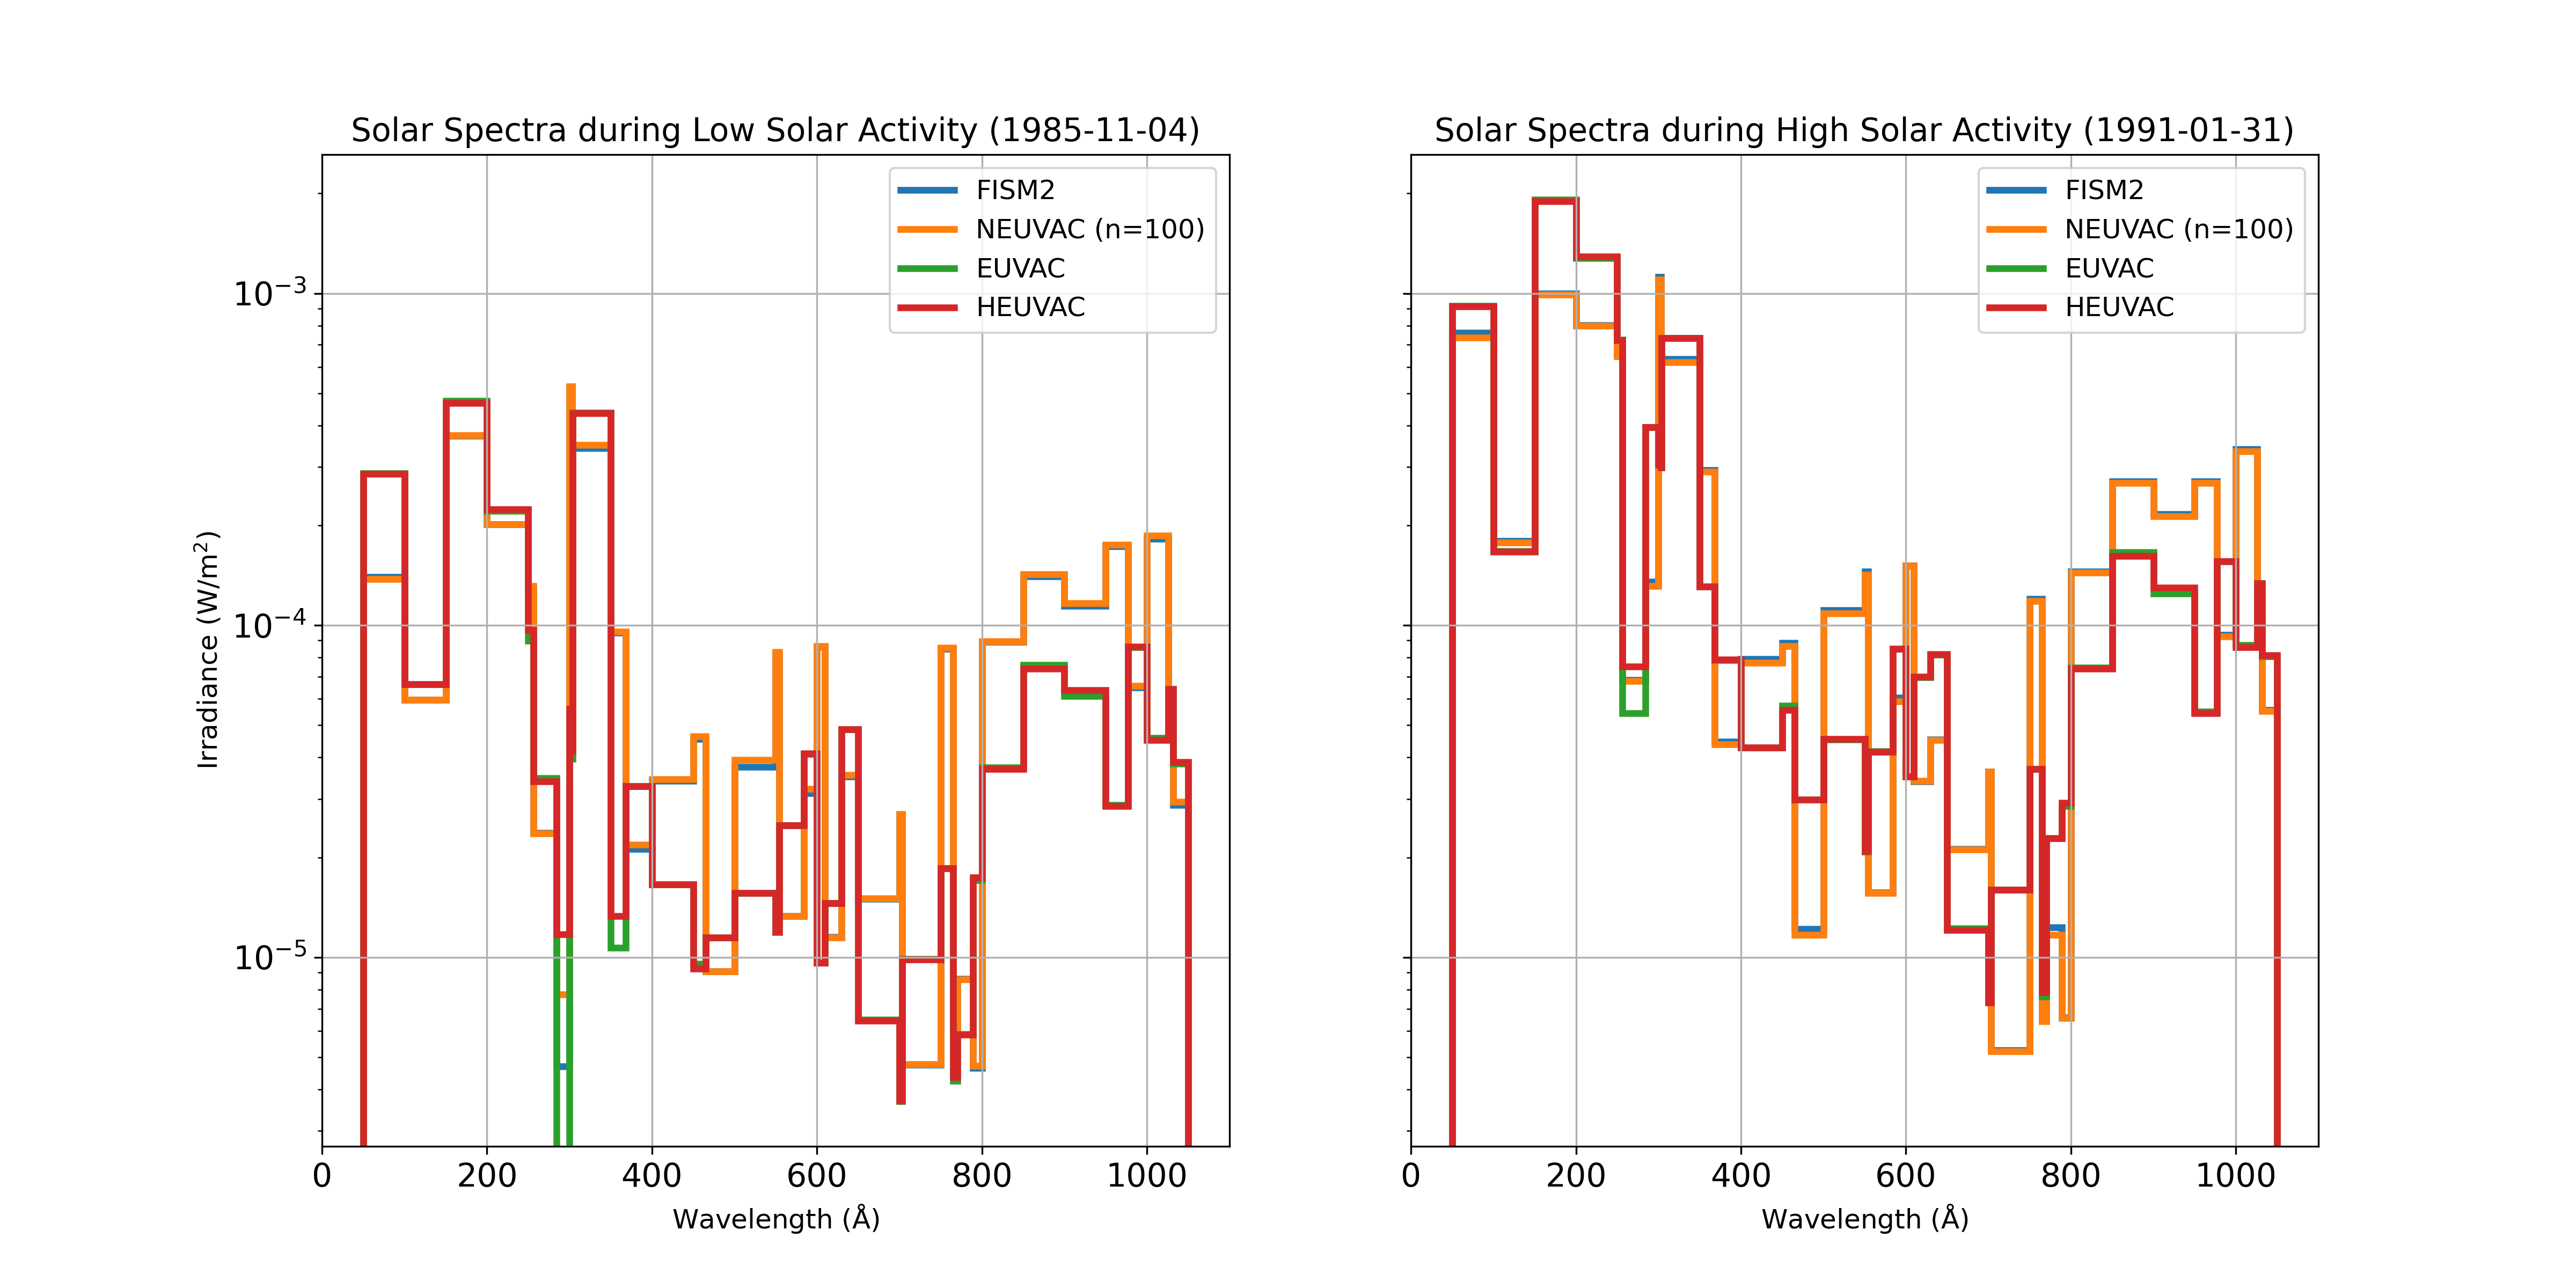 Solar Spectra during Low Solar Activity (1985-11-04)
FISM2
NEUVAC (n=100)
EUVAC
HEUVAC
10⁻³
10⁻⁴
10⁻⁵
Irradiance (W/m²)
0 200 400 600 800 1000
Wavelength (Å)
Solar Spectra during High Solar Activity (1991-01-31)
FISM2
NEUVAC (n=100)
EUVAC
HEUVAC
0 200 400 600 800 1000
Wavelength (Å)